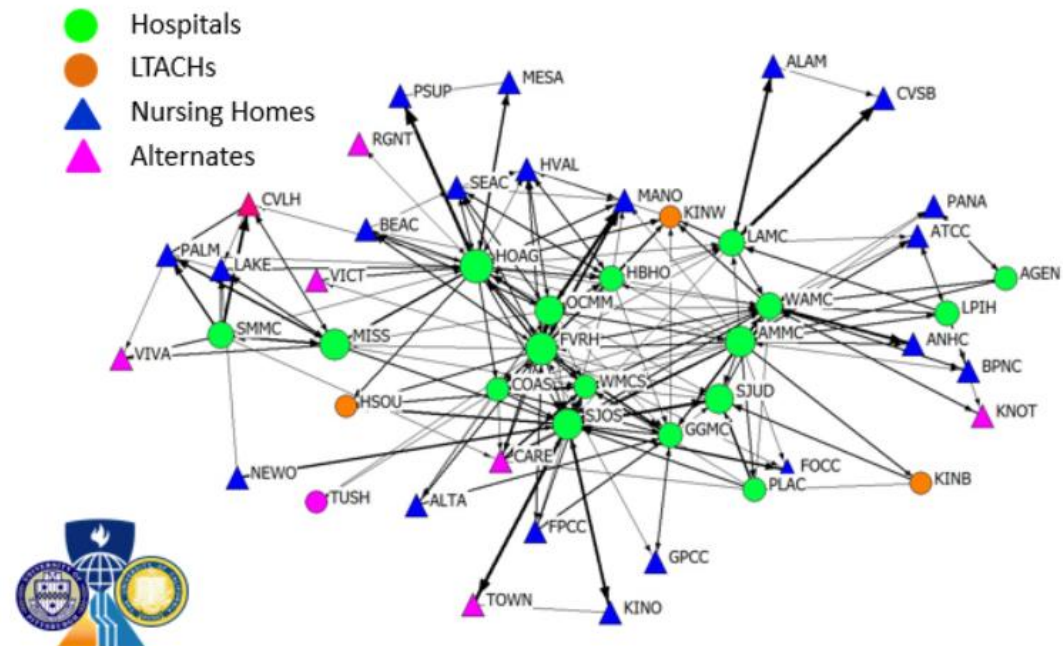 Hospitals
LTACHs
Nursing Homes
Alternates
ALAM
CVSB
MESA
PSUP
RGNT
HVAL
SEAC
MANO
KINW
CVLH
BEAC
PANA
ATCC
LAMC
PALM
LAKE
HOAG
HBHO
AGEN
VICT
OCMM
WAMC
LPIH
SMMC
MISS
FVRH
AMMC
ANHC
VIVA
BPNC
COAS
WMCS
SJUD
HSOU
SJOS
GGMC
KNOT
CARE
FOCC
NEWO
PLAC
KINB
TUSH
ALTA
FPCC
GPCC
TOWN
KINO
PITTSBURGH